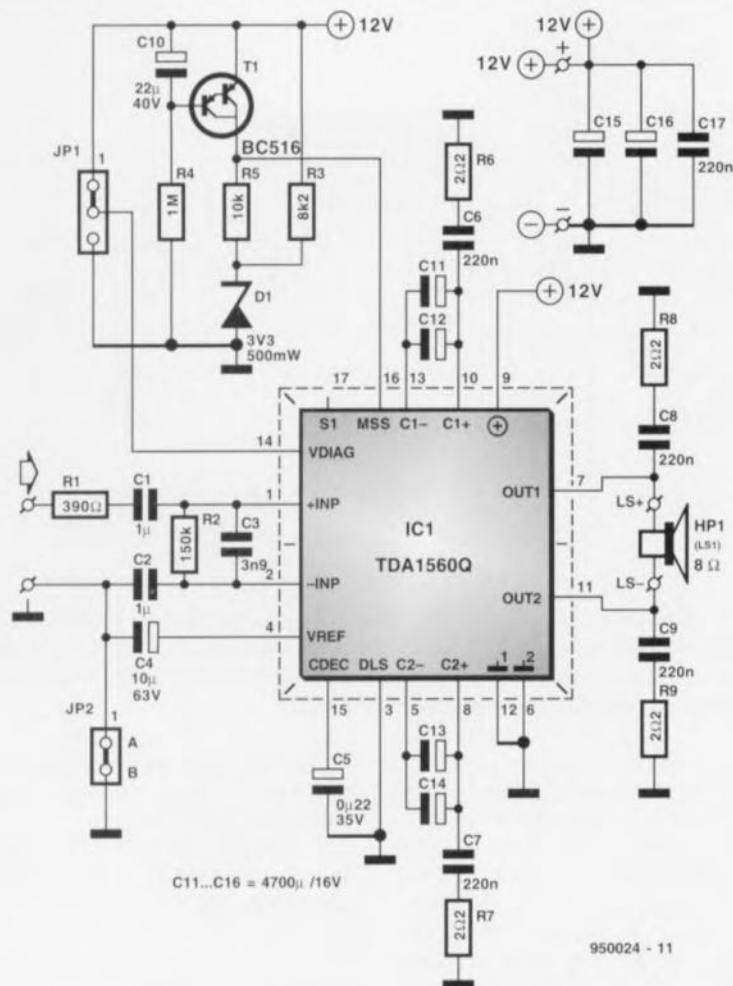 12V
C10
22µ
40V
T1
BC516
JP1
1
R4
1M
R5
10k
R3
8k2
D1
3V3
500mW
R6
2Ω2
C6
220n
C11
C12
12V
12V
12V
+
C15
C16
C17
220n
−
R8
2Ω2
C8
220n
17
16
13
10
9
S1
MSS
C1−
C1+
14
VDIAG
R1
390Ω
C1
1µ
R2
150k
C3
3n9
1
+INP
C2
1µ
2
−INP
C4
10µ
63V
4
VREF
IC1
TDA1560Q
OUT1
7
LS+
HP1
(LS1)
8 Ω
LS−
OUT2
11
C9
220n
R9
2Ω2
JP2
1
A
B
CDEC
DLS
C2−
C2+
1
2
15
3
5
8
12
6
C5
0µ22
35V
C13
C14
C7
220n
R7
2Ω2
C11...C16 = 4700µ /16V
950024 - 11